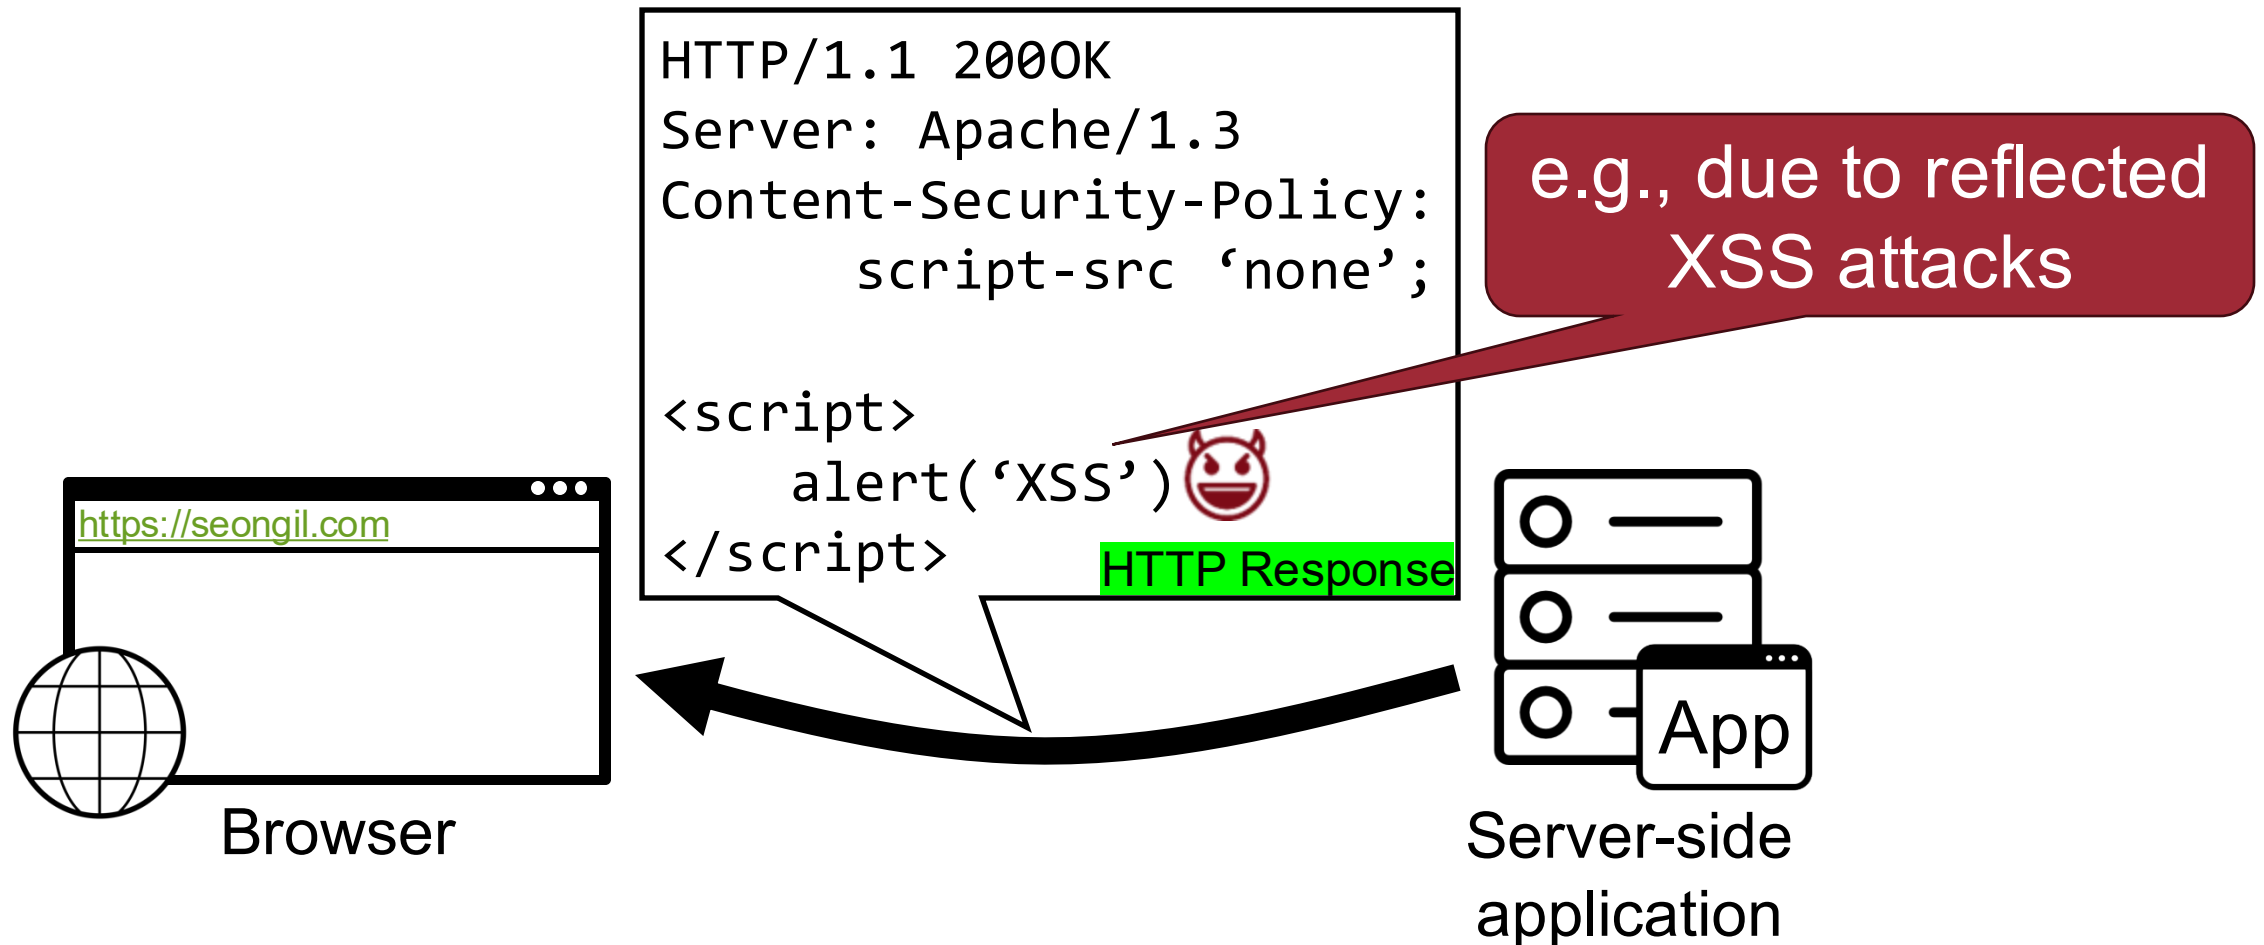 HTTP/1.1 200OK
Server: Apache/1.3
Content-Security-Policy:
script-src ‘none’;
<script>
alert(‘XSS’)
</script>
HTTP Response
e.g., due to reflected
XSS attacks
https://seongil.com
Browser
App
Server-side
application